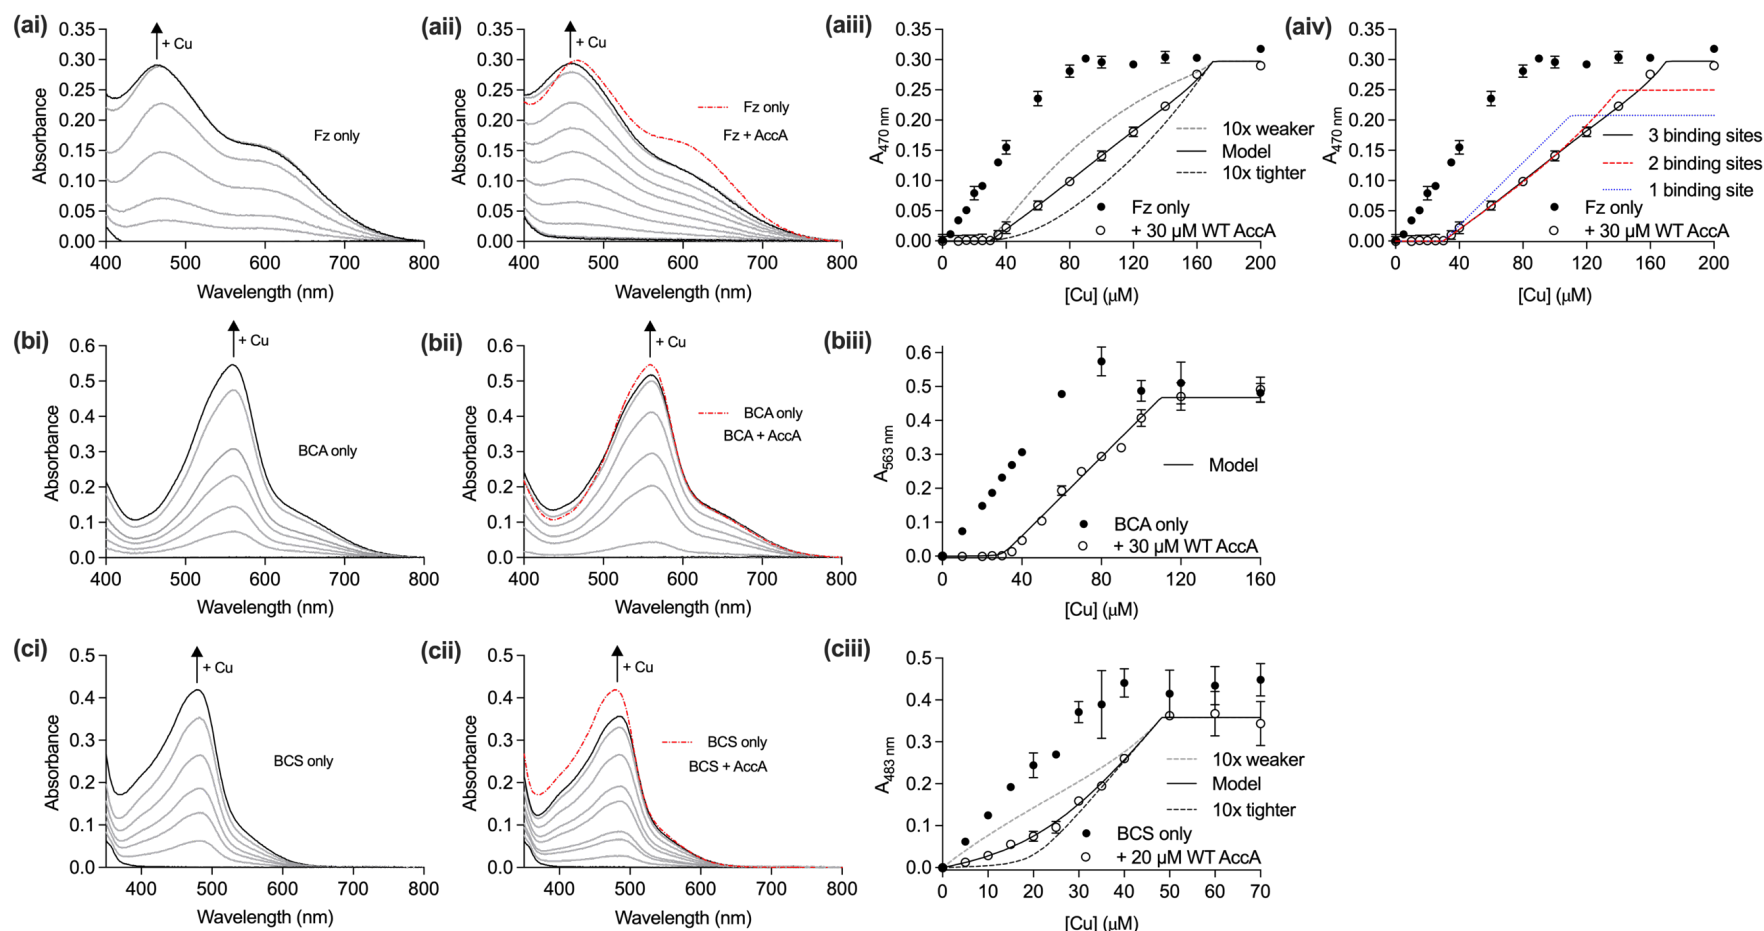 (ai)
0.35
0.30
0.25
0.20
0.15
0.10
0.05
0.00
Absorbance
+ Cu
Fz only
400 500 600 700 800
Wavelength (nm)
(aii)
0.35
0.30
0.25
0.20
0.15
0.10
0.05
0.00
Absorbance
+ Cu
Fz only
Fz + AccA
400 500 600 700 800
Wavelength (nm)
(aiii)
0.35
0.30
0.25
0.20
0.15
0.10
0.05
0.00
A470 nm
10x weaker
Model
10x tighter
Fz only
+ 30 µM WT AccA
0 40 80 120 160 200
[Cu] (µM)
(aiv)
0.35
0.30
0.25
0.20
0.15
0.10
0.05
0.00
A470 nm
3 binding sites
2 binding sites
1 binding site
Fz only
+ 30 µM WT AccA
0 40 80 120 160 200
[Cu] (µM)
(bi)
0.6
0.5
0.4
0.3
0.2
0.1
0.0
Absorbance
+ Cu
BCA only
400 500 600 700 800
Wavelength (nm)
(bii)
0.6
0.5
0.4
0.3
0.2
0.1
0.0
Absorbance
+ Cu
BCA only
BCA + AccA
400 500 600 700 800
Wavelength (nm)
(biii)
0.6
0.5
0.4
0.3
0.2
0.1
0.0
A563 nm
Model
BCA only
+ 30 µM WT AccA
0 40 80 120 160
[Cu] (µM)
(ci)
0.5
0.4
0.3
0.2
0.1
0.0
Absorbance
+ Cu
BCS only
400 500 600 700 800
Wavelength (nm)
(cii)
0.5
0.4
0.3
0.2
0.1
0.0
Absorbance
+ Cu
BCS only
BCS + AccA
400 500 600 700 800
Wavelength (nm)
(ciii)
0.5
0.4
0.3
0.2
0.1
0.0
A483 nm
10x weaker
Model
10x tighter
BCS only
+ 20 µM WT AccA
0 10 20 30 40 50 60 70
[Cu] (µM)